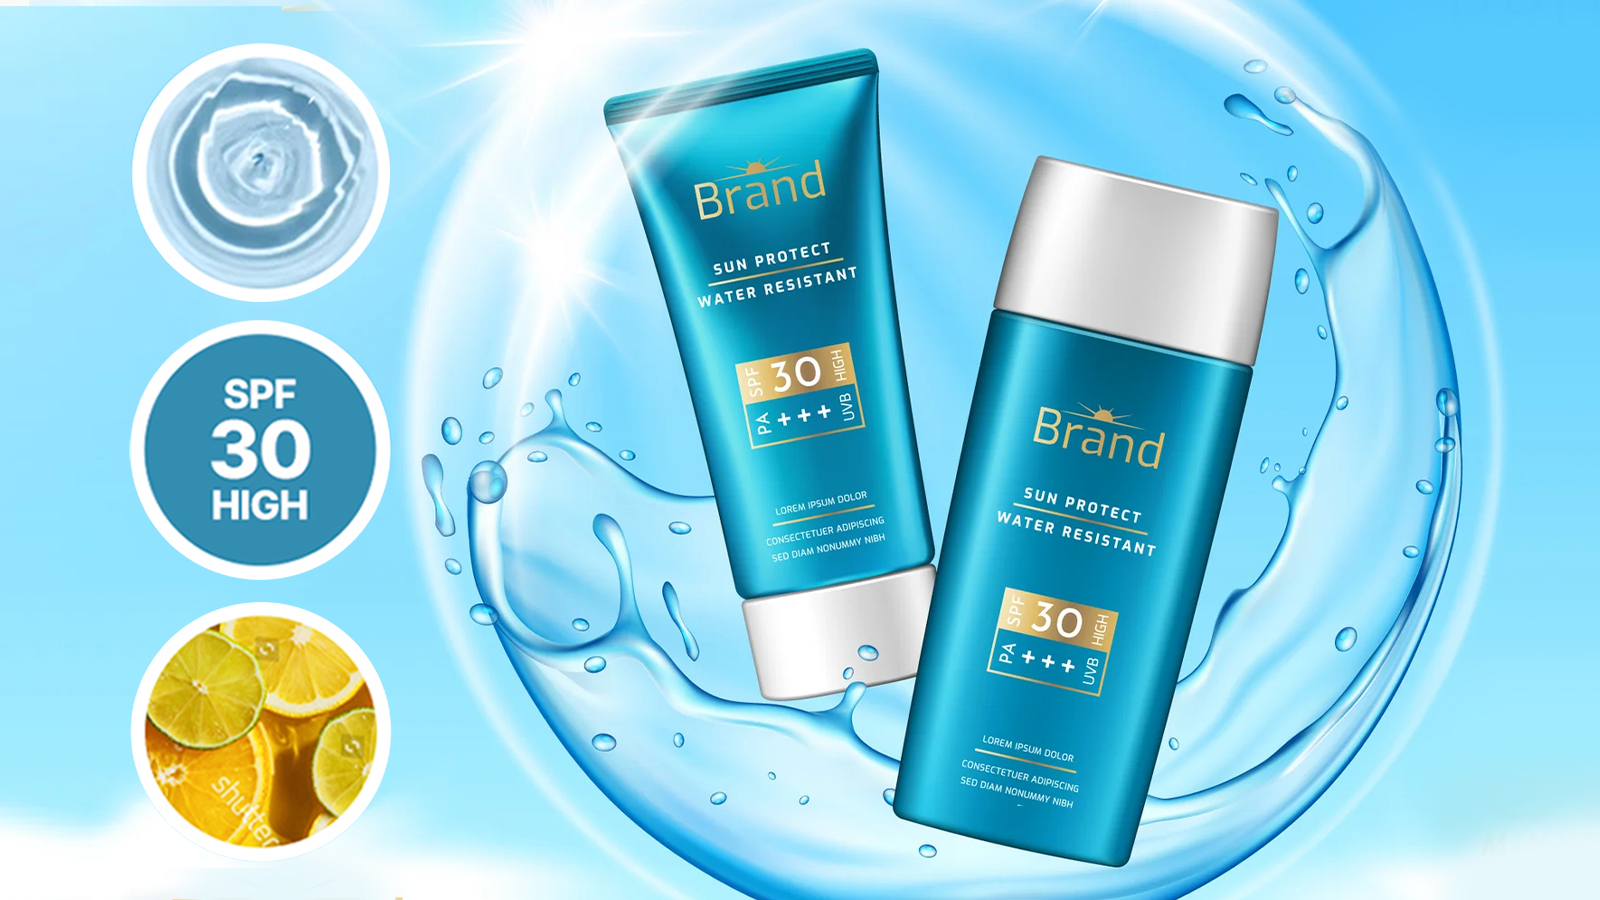 SPF
30
HIGH
shutter
Brand
SUN PROTECT
WATER RESISTANT
SPF 30 HIGH
PA +++ UVB
LOREM IPSUM DOLOR
CONSECTETUER ADIPISCING
SED DIAM NONUMMY NIBH
Brand
SUN PROTECT
WATER RESISTANT
SPF 30 HIGH
PA +++ UVB
LOREM IPSUM DOLOR
CONSECTETUER ADIPISCING
SED DIAM NONUMMY NIBH